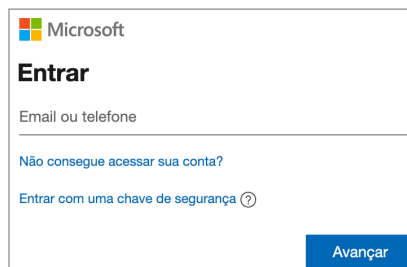 Microsoft
Entrar
Email ou telefone
Não consegue acessar sua conta?
Entrar com uma chave de segurança ?
Avançar